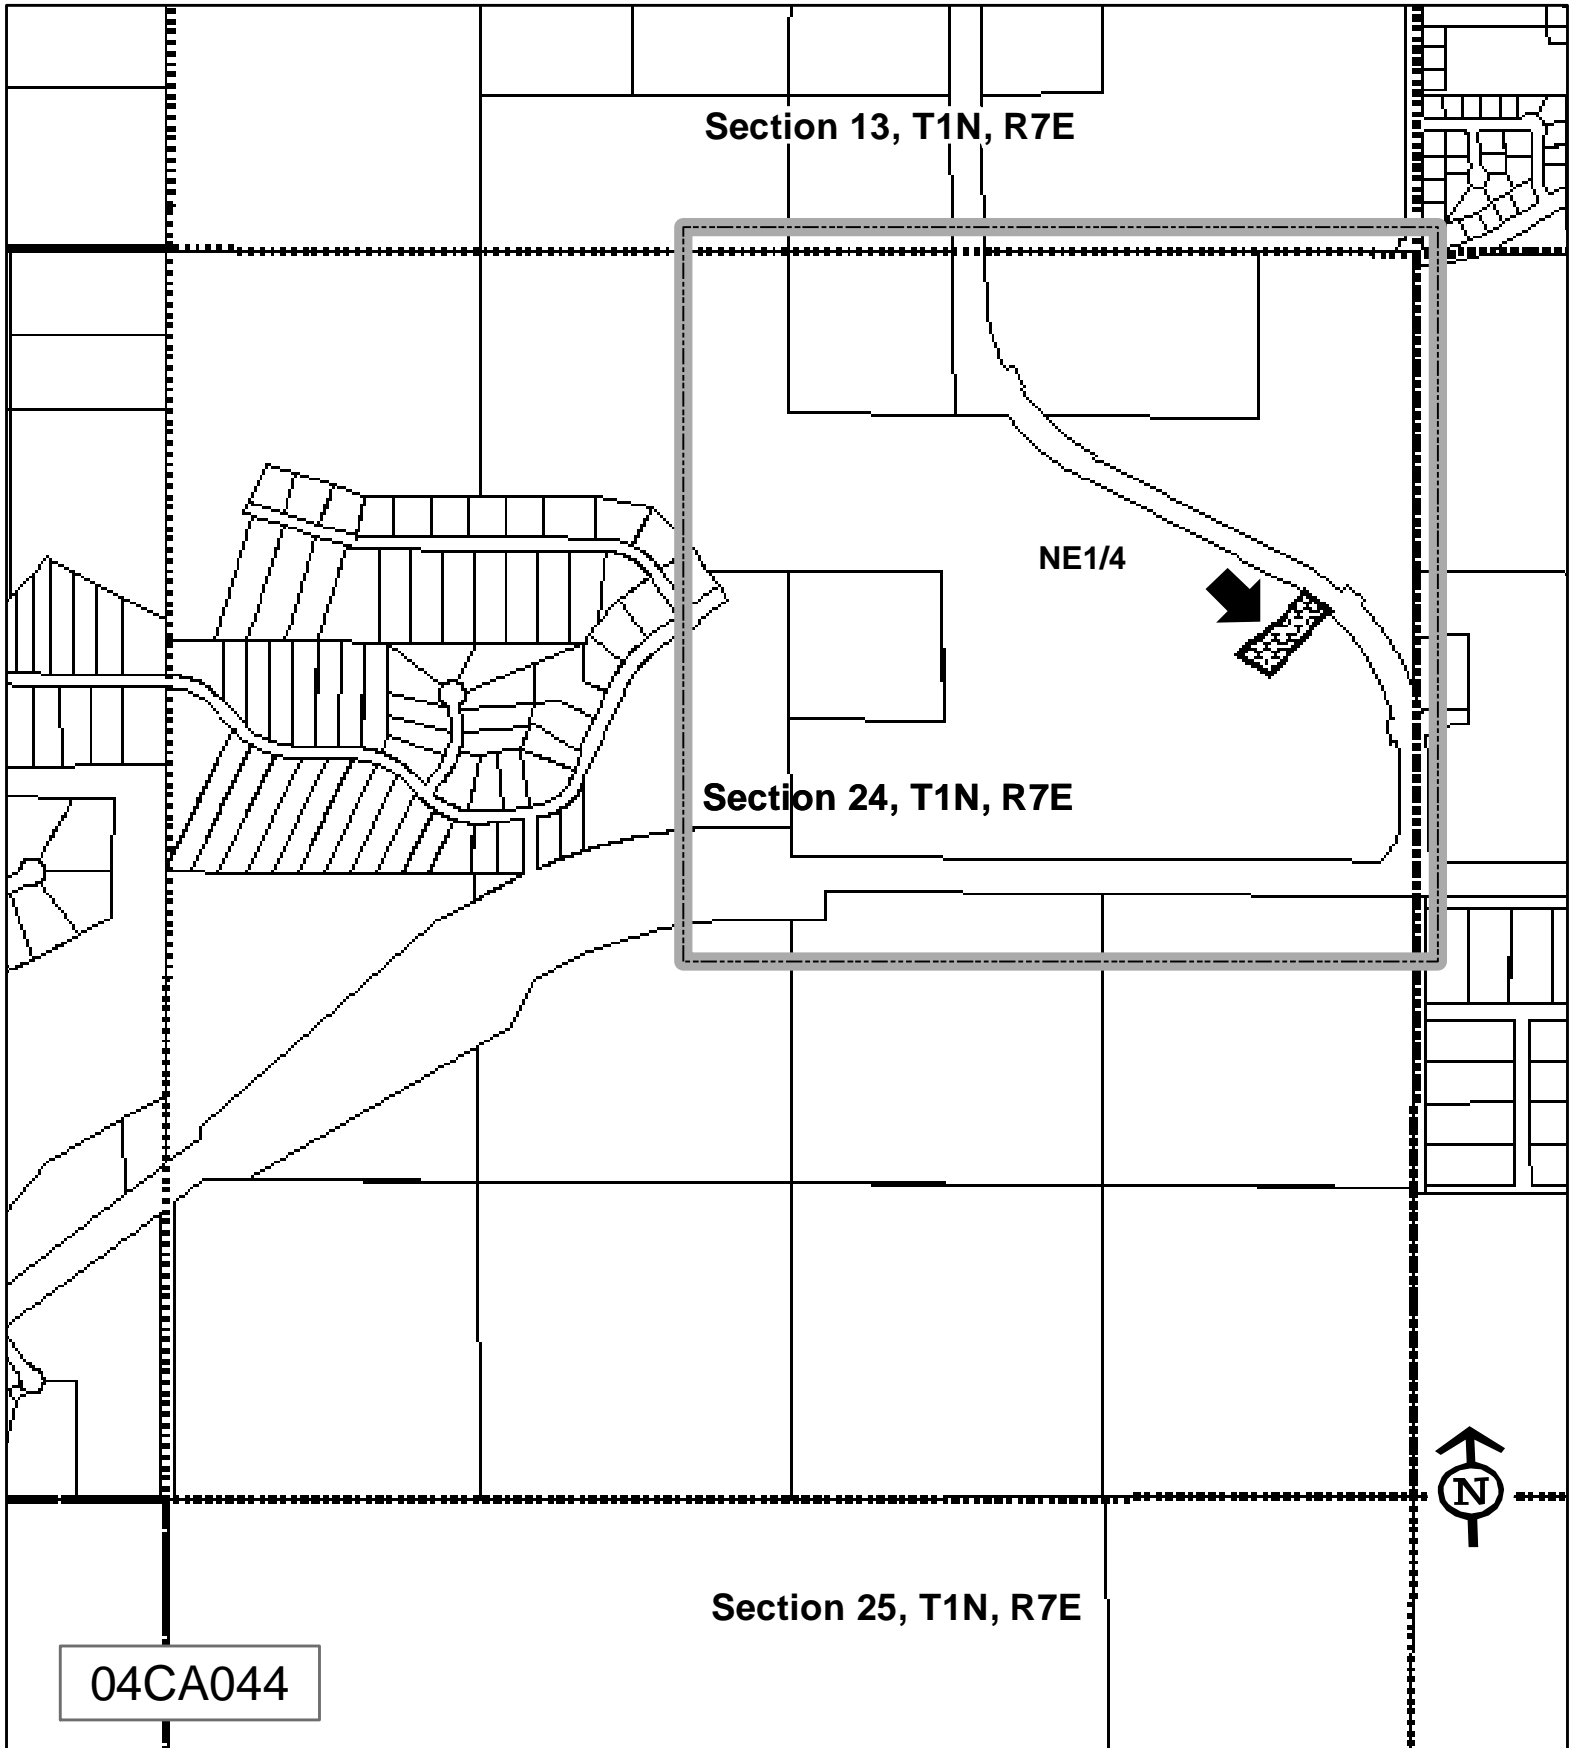 Section 13, T1N, R7E
NE1/4
Section 24, T1N, R7E
N
Section 25, T1N, R7E
04CA044